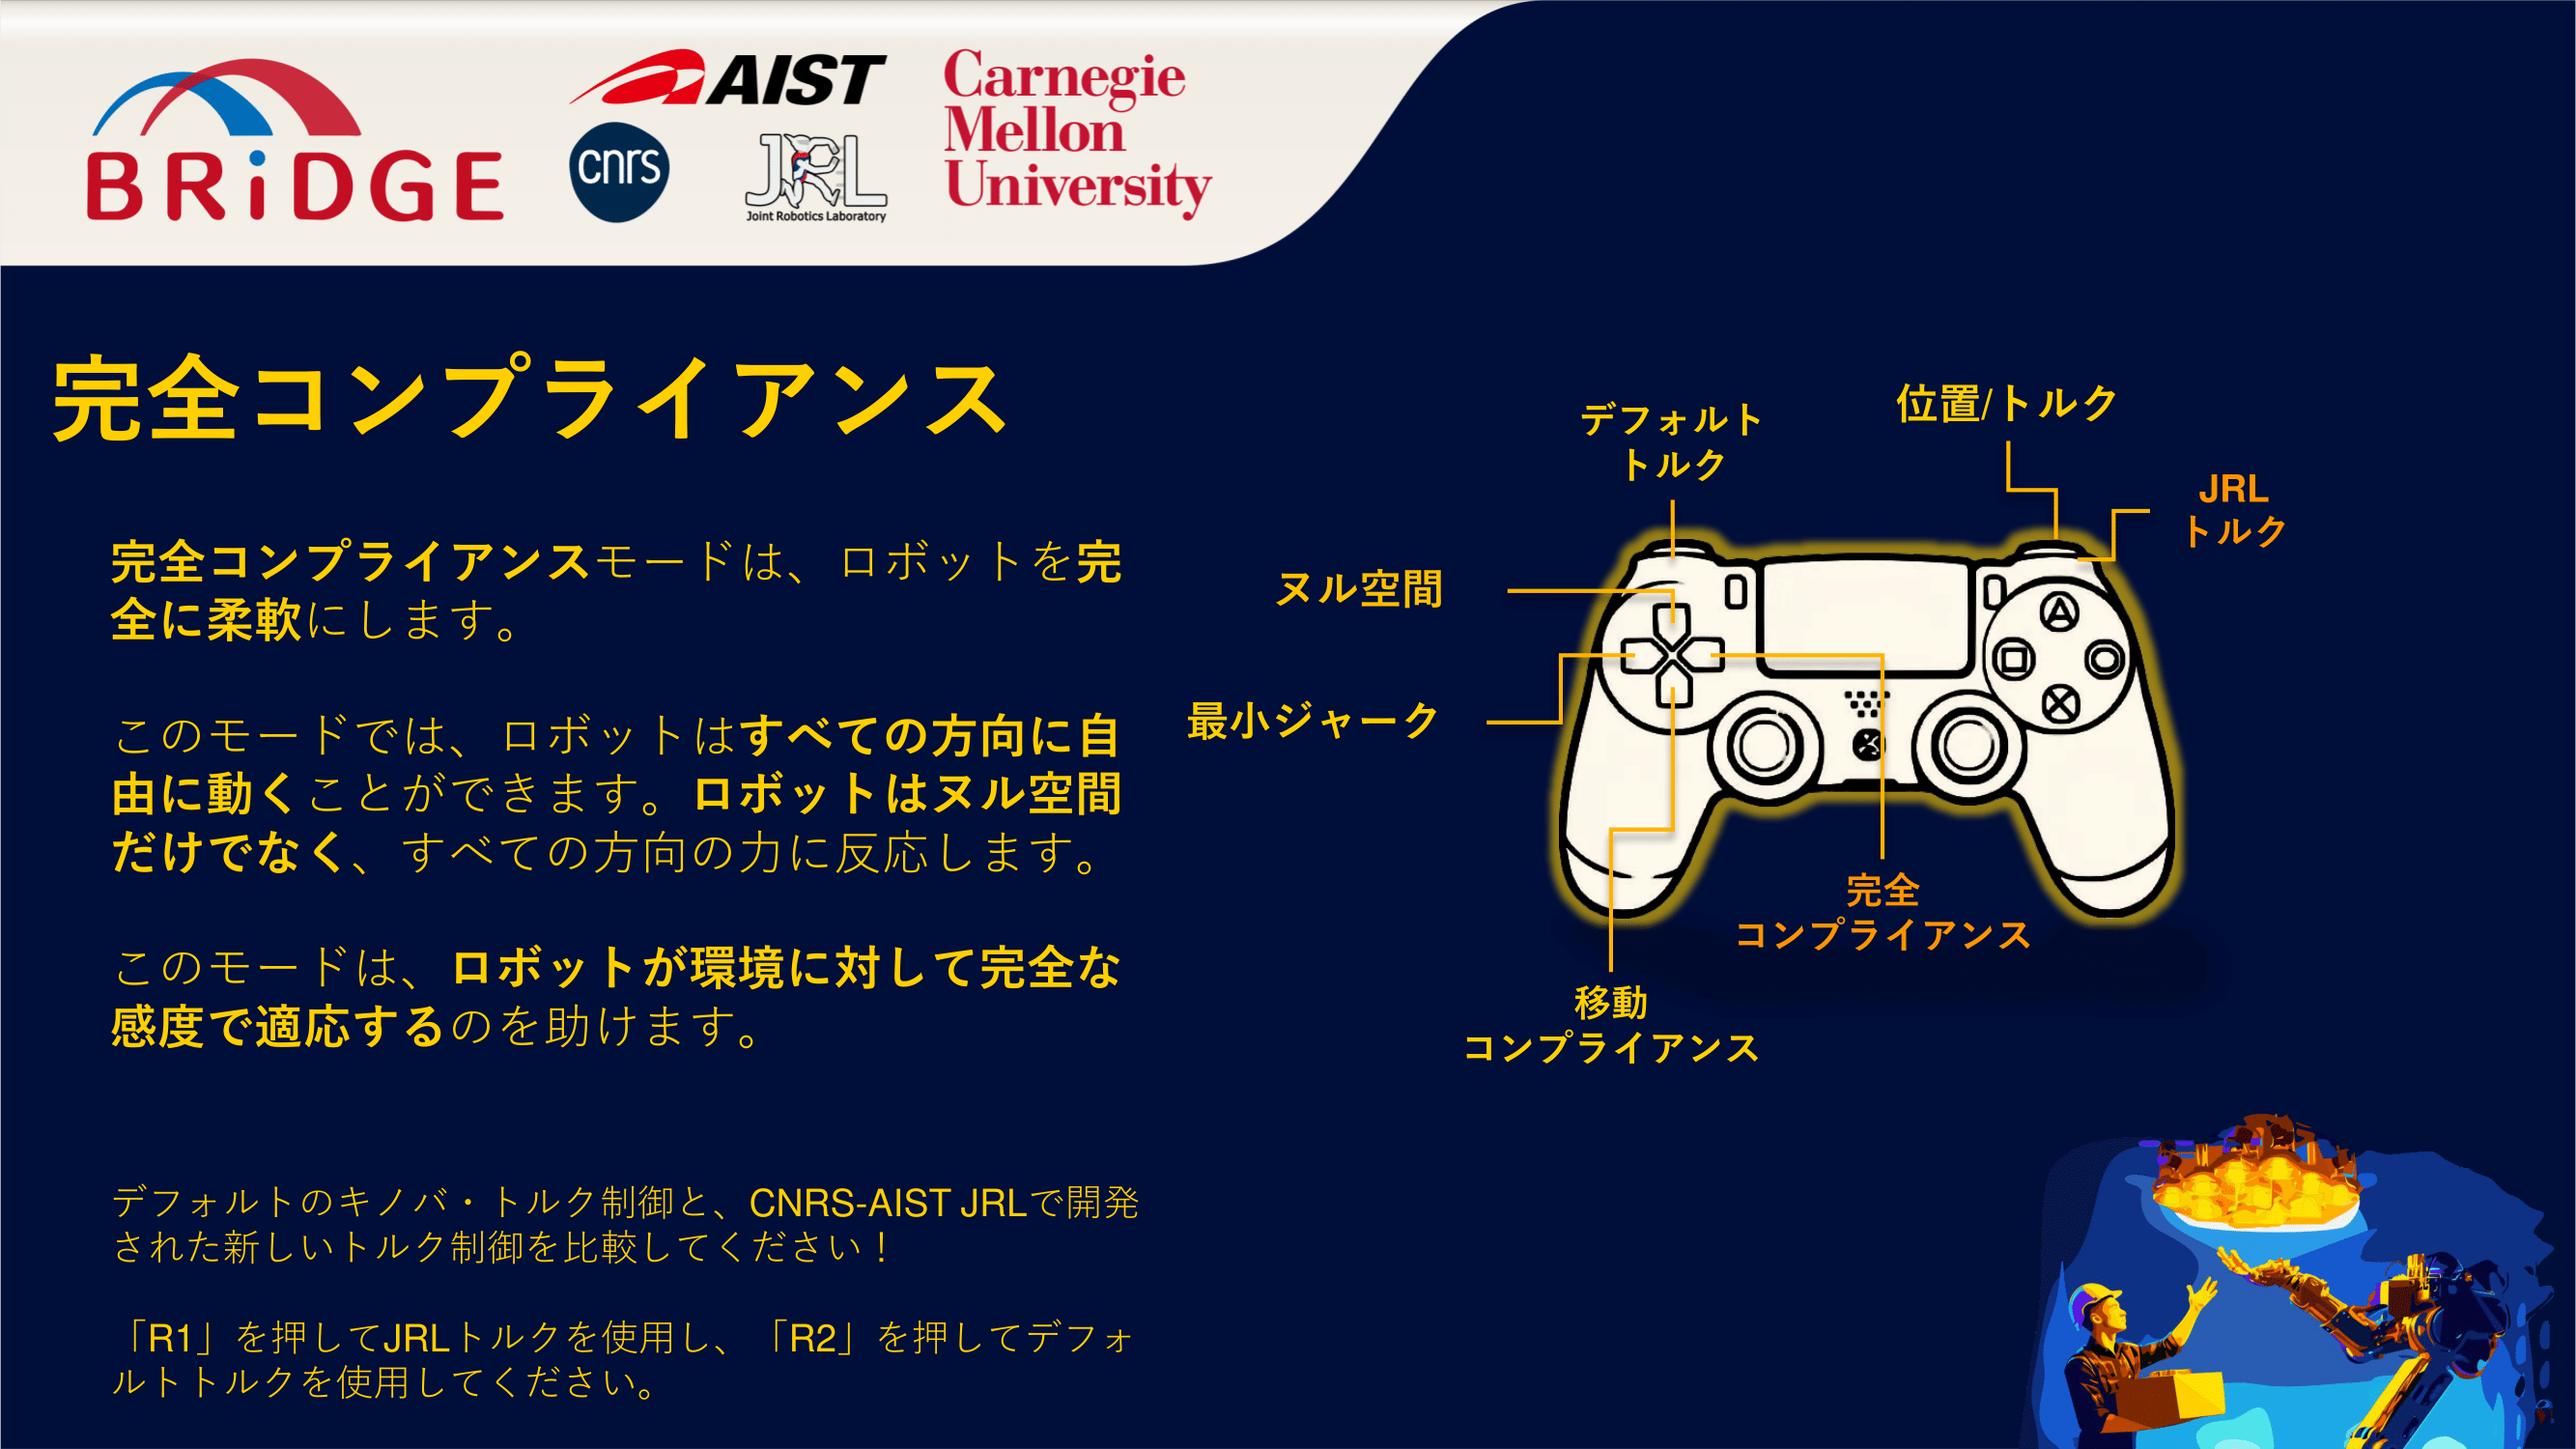 BRiDGE
AIST
cnrs
JRL
Joint Robotics Laboratory
Carnegie
Mellon
University
完全コンプライアンス
完全コンプライアンスモードは、ロボットを完
全に柔軟にします。
このモードでは、ロボットはすべての方向に自
由に動くことができます。ロボットはヌル空間
だけでなく、すべての方向の力に反応します。
このモードは、ロボットが環境に対して完全な
感度で適応するのを助けます。
デフォルトのキノバ・トルク制御と、CNRS-AIST JRLで開発
された新しいトルク制御を比較してください！
「R1」を押してJRLトルクを使用し、「R2」を押してデフォ
ルトトルクを使用してください。
デフォルト
トルク
位置/トルク
JRL
トルク
ヌル空間
最小ジャーク
完全
コンプライアンス
移動
コンプライアンス